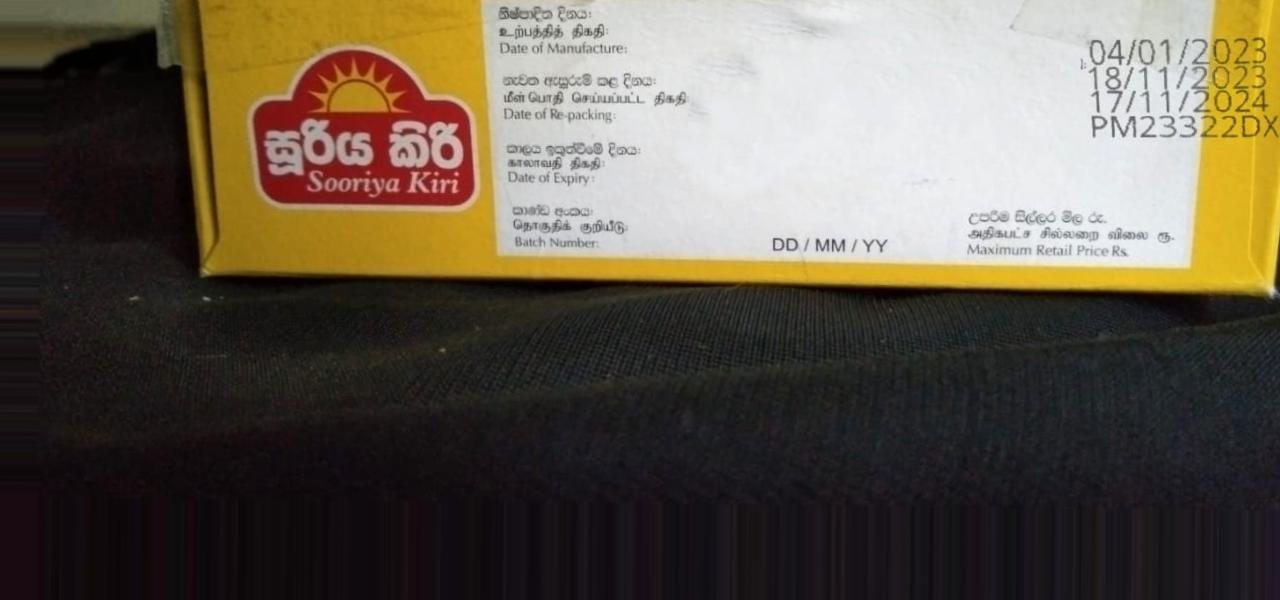 නිෂ්පාදිත දිනය:
உற்பத்தித் திகதி:
Date of Manufacture:
නැවත ඇසුරුම් කළ දිනය:
மீள் பொதி செய்யப்பட்ட திகதி:
Date of Re-packing:
කාලය ඉකුත්වීමේ දිනය:
காலாவதி திகதி:
Date of Expiry:
කාණ්ඩ අංකය:
தொகுதிக் குறியீடு:
Batch Number:
DD / MM / YY
උපරිම සිල්ලර මිල රු.
அதிகபட்ச சில்லறை விலை ரூ.
Maximum Retail Price Rs.
04/01/2023
18/11/2023
17/11/2024
PM23322DX
සූරිය කිරි
Sooriya Kiri